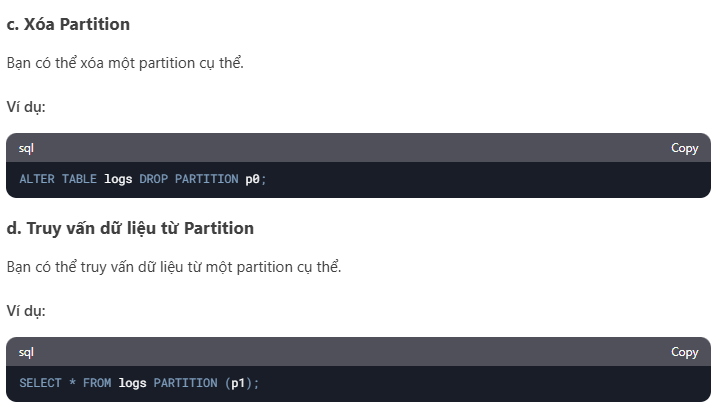 c. Xóa Partition
Bạn có thể xóa một partition cụ thể.
Ví dụ:
sql
Copy
ALTER TABLE logs DROP PARTITION p0;
d. Truy vấn dữ liệu từ Partition
Bạn có thể truy vấn dữ liệu từ một partition cụ thể.
Ví dụ:
sql
Copy
SELECT * FROM logs PARTITION (p1);